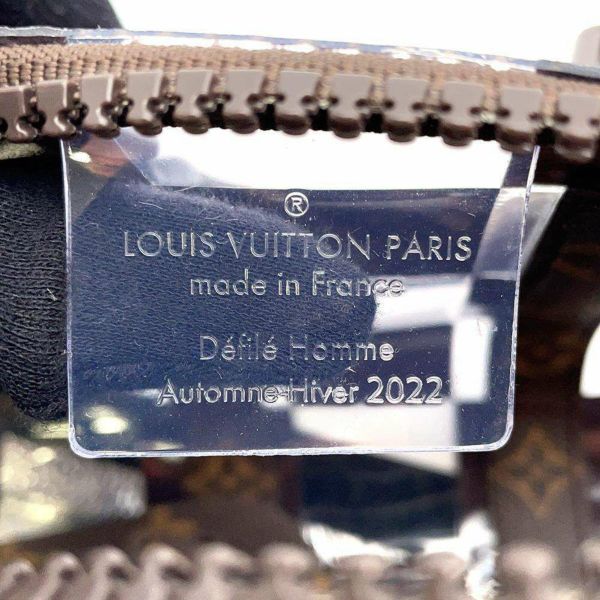 ®
LOUIS VUITTON PARIS
made in France
Défilé Homme
Automne-Hiver 2022